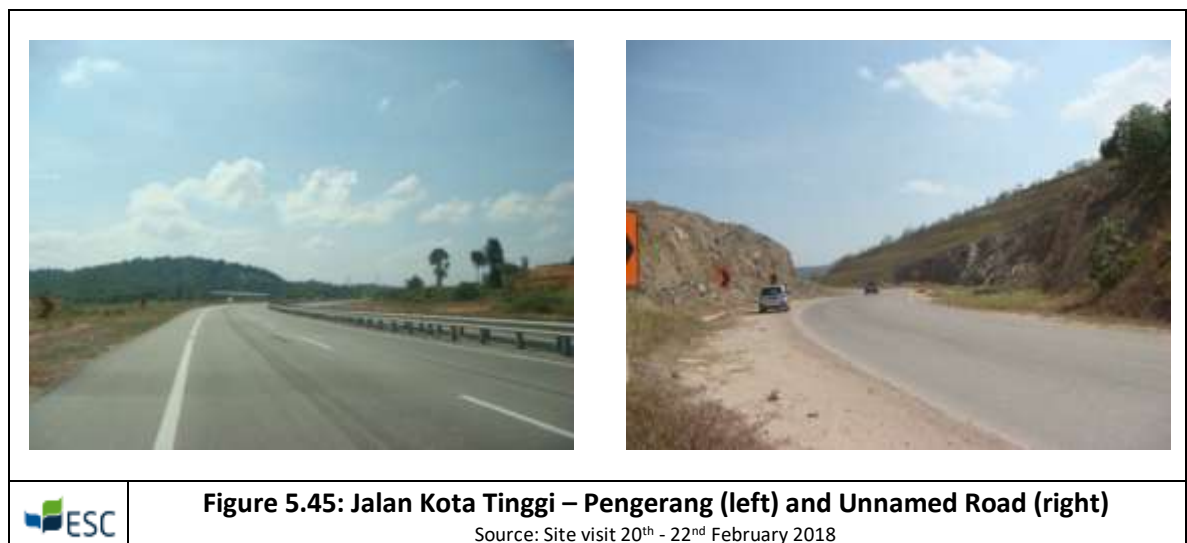 ESC
Figure 5.45: Jalan Kota Tinggi – Pengerang (left) and Unnamed Road (right)
Source: Site visit 20th - 22nd February 2018